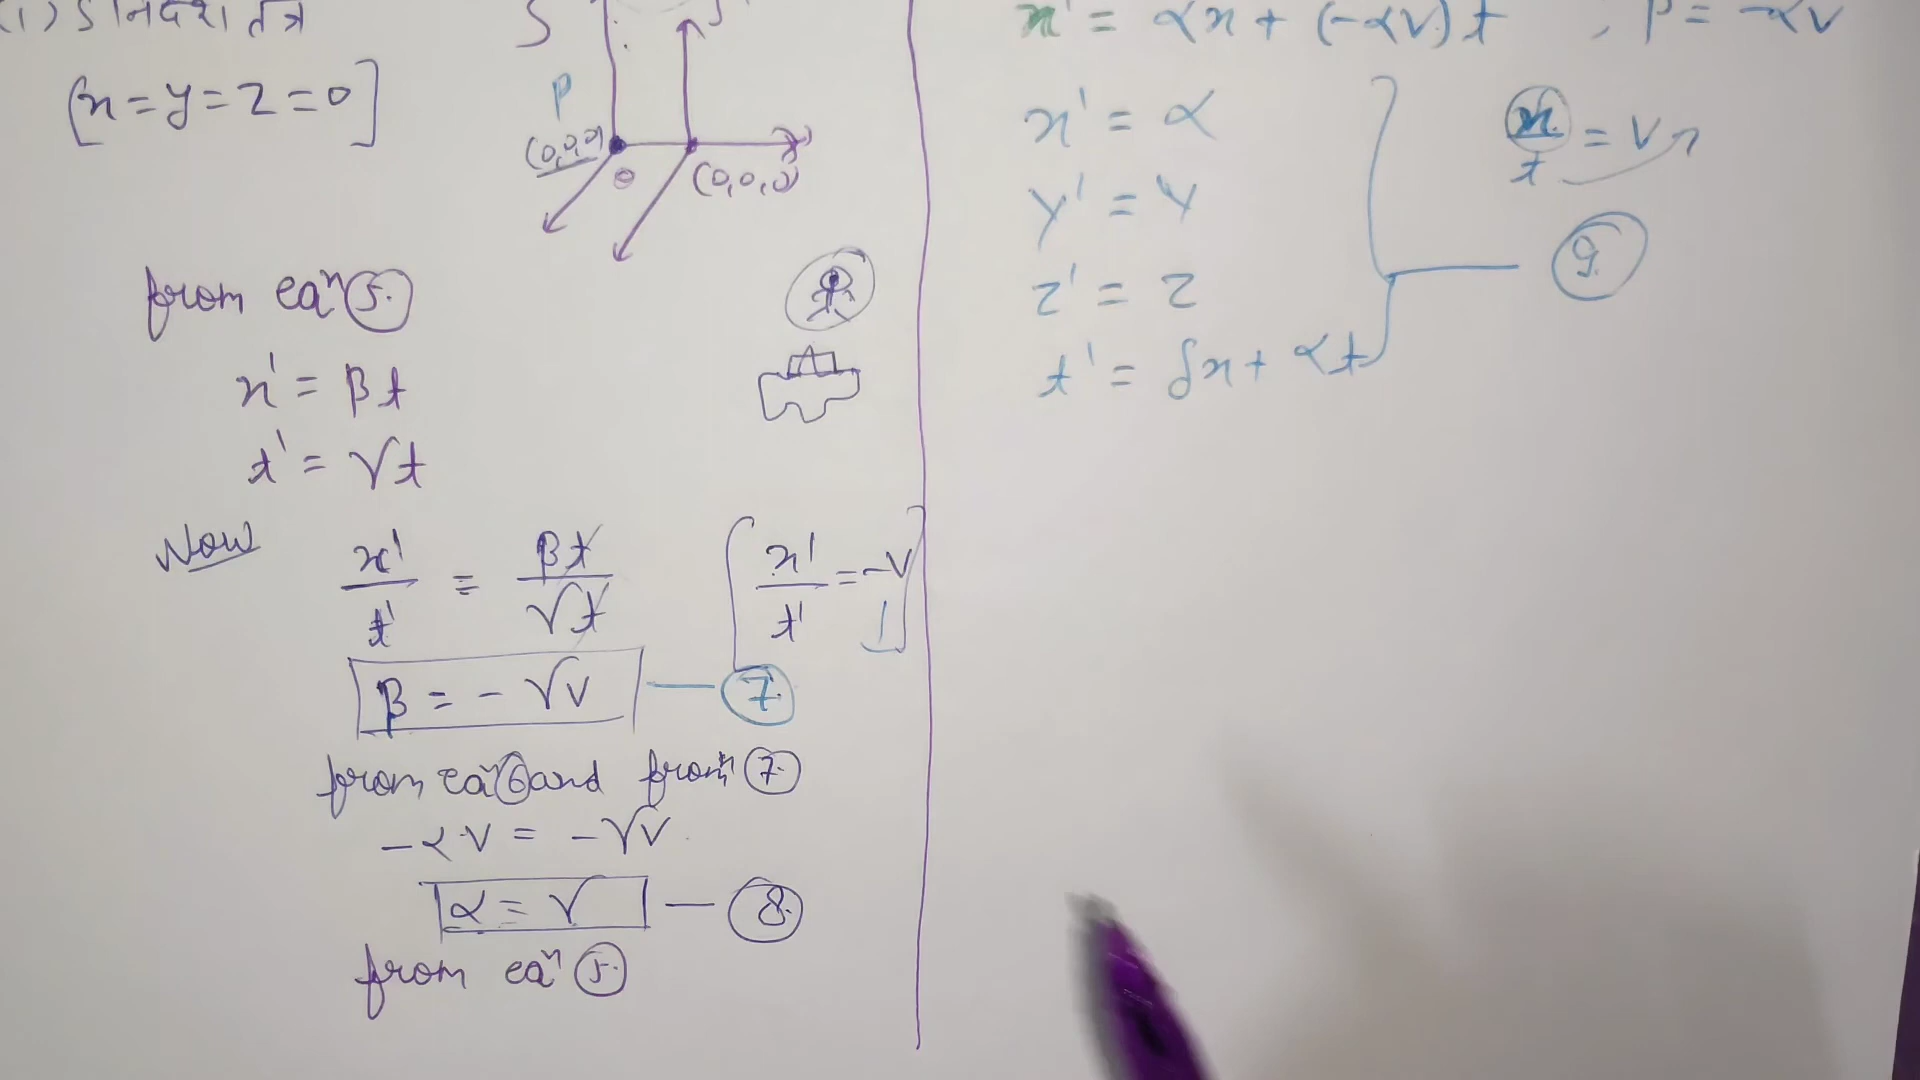 (1) S निर्देश तंत्र
[x=y=z=0]
S
P
(0,0,0)
(0,0,0)
from eqⁿ (5.)
x' = βt
t' = γt
Now x'/t' = βt/γt [x'/t' = -v]
β = - γv — (7.)
from eqⁿ (6) and from (7.)
-α.v = - γv.
α = γ — (8.)
from eqⁿ (5.)
x' = αx + (-αv) t , β = -αv
x' = α
x/t = v
y' = y
(9.)
z' = z
t' = δx + αt